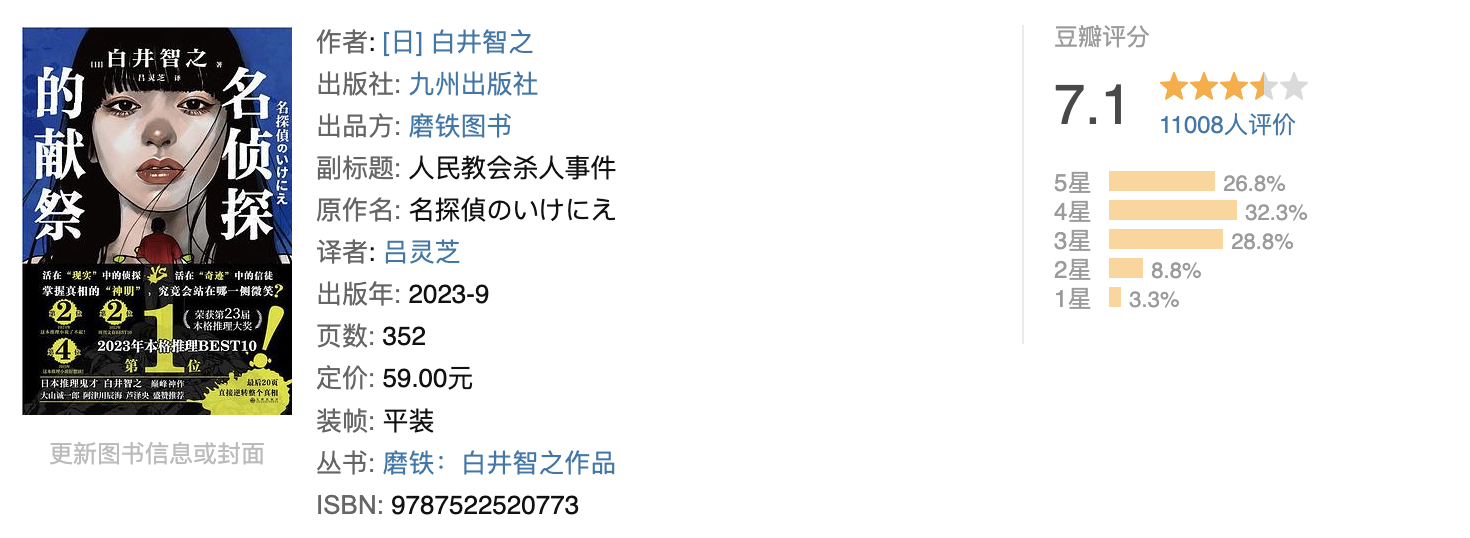 [日] 白井智之 著
吕灵芝 译
名侦探
的献祭
名探偵のいけにえ
活在“现实”中的侦探 VS 活在“奇迹”中的信徒
掌握真相的“神明”，究竟会站在哪一侧微笑?
第2位
第2位
荣获第23届
本格推理大奖
第4位
2023年本格推理BEST10
第1位!
日本推理鬼才 白井智之 巅峰神作
大山诚一郎 阿津川辰海 芦泽央 盛赞推荐
最后20页
直接逆转整个真相
更新图书信息或封面
作者: [日] 白井智之
出版社: 九州出版社
出品方: 磨铁图书
副标题: 人民教会杀人事件
原作名: 名探偵のいけにえ
译者: 吕灵芝
出版年: 2023-9
页数: 352
定价: 59.00元
装帧: 平装
丛书: 磨铁：白井智之作品
ISBN: 9787522520773
豆瓣评分
7.1
11008人评价
5星 26.8%
4星 32.3%
3星 28.8%
2星 8.8%
1星 3.3%